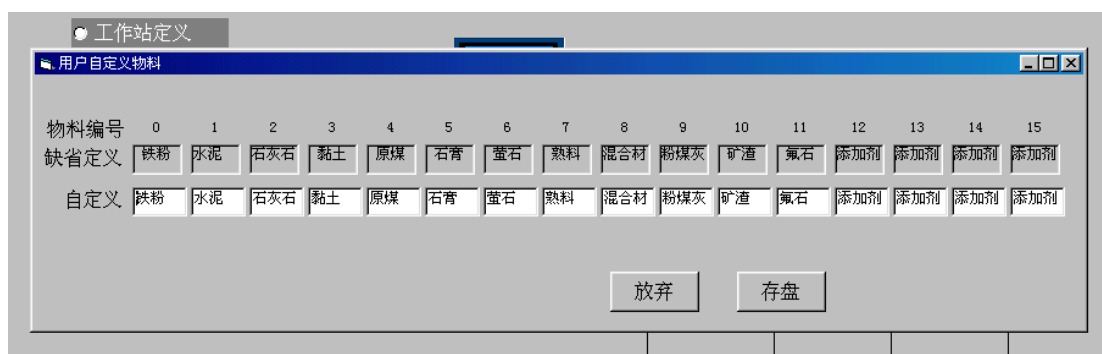 工作站定义
用户自定义物料
物料编号 0 1 2 3 4 5 6 7 8 9 10 11 12 13 14 15
缺省定义 铁粉 水泥 石灰石 黏土 原煤 石膏 萤石 熟料 混合材 粉煤灰 矿渣 氟石 添加剂 添加剂 添加剂 添加剂
自定义 铁粉 水泥 石灰石 黏土 原煤 石膏 萤石 熟料 混合材 粉煤灰 矿渣 氟石 添加剂 添加剂 添加剂 添加剂
放弃 存盘